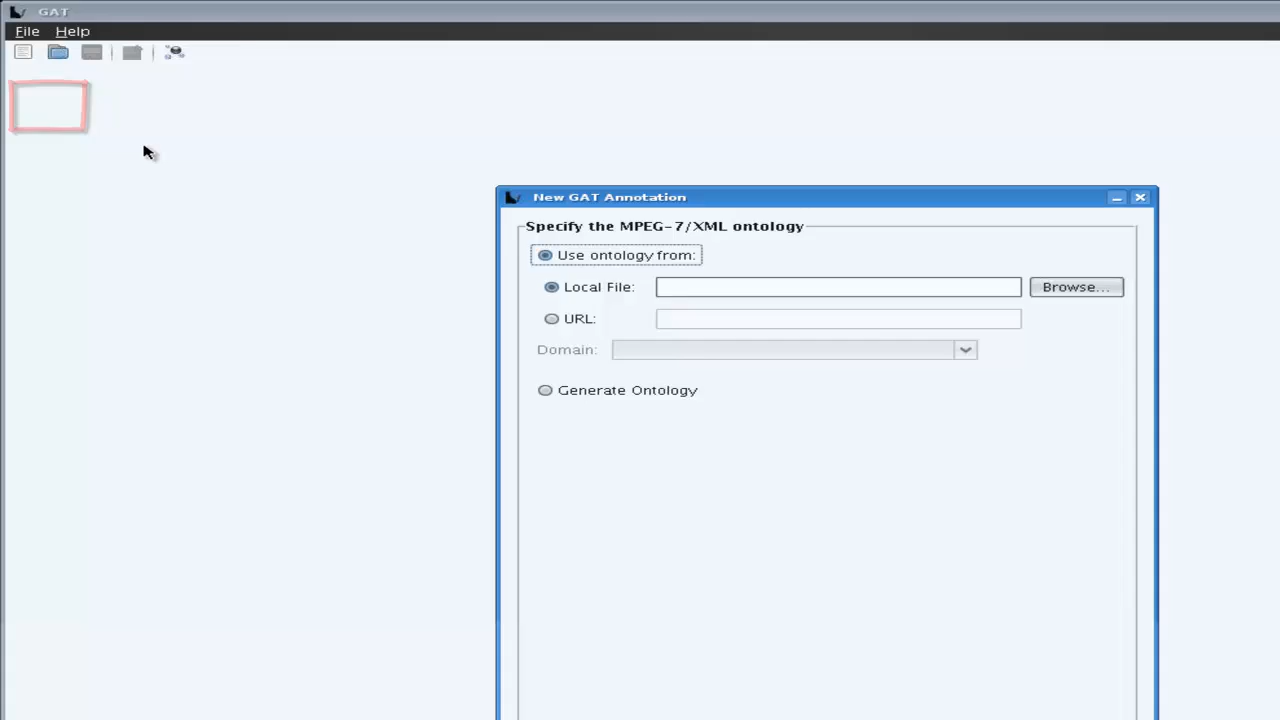 GAT
File Help
New GAT Annotation
Specify the MPEG-7/XML ontology
Use ontology from:
Local File: Browse...
URL:
Domain:
Generate Ontology